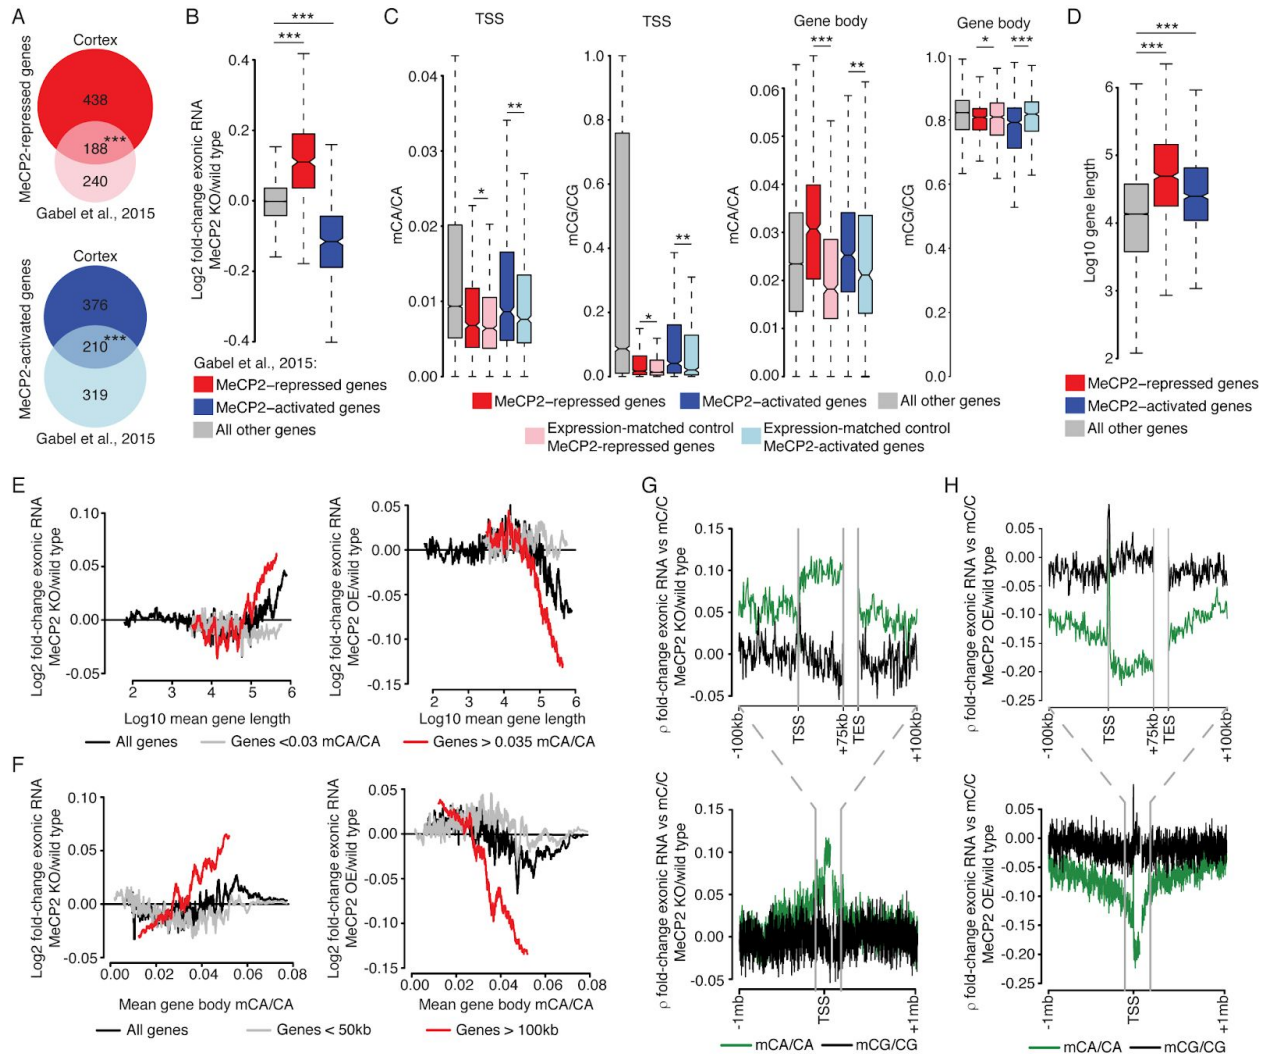 A
Cortex
MeCP2-repressed genes
438
188
***
240
Gabel et al., 2015
Cortex
MeCP2-activated genes
376
210
***
319
Gabel et al., 2015
B
***
***
Log2 fold-change exonic RNA
MeCP2 KO/wild type
0.4
0.2
0.0
-0.2
-0.4
Gabel et al., 2015:
MeCP2−repressed genes
MeCP2−activated genes
All other genes
C
TSS
mCA/CA
0.04
0.03
0.02
0.01
0.00
*
**
TSS
mCG/CG
1.0
0.8
0.6
0.4
0.2
0.0
*
**
Gene body
mCA/CA
0.06
0.05
0.04
0.03
0.02
0.01
0.00
***
**
Gene body
mCG/CG
1.0
0.8
0.6
0.4
0.2
0.0
*
***
MeCP2−repressed genes
MeCP2−activated genes
All other genes
Expression−matched control
MeCP2-repressed genes
Expression−matched control
MeCP2-activated genes
D
***
***
Log10 gene length
6
5
4
3
2
MeCP2−repressed genes
MeCP2−activated genes
All other genes
E
Log2 fold-change exonic RNA
MeCP2 KO/wild type
0.10
0.05
0.00
-0.05
2 3 4 5 6
Log10 mean gene length
Log2 fold-change exonic RNA
MeCP2 OE/wild type
0.05
0.00
-0.05
-0.10
-0.15
2 3 4 5 6
Log10 mean gene length
All genes
Genes <0.03 mCA/CA
Genes > 0.035 mCA/CA
F
Log2 fold-change exonic RNA
MeCP2 KO/wild type
0.10
0.05
0.00
-0.05
0.00 0.02 0.04 0.06 0.08
Mean gene body mCA/CA
Log2 fold-change exonic RNA
MeCP2 OE/wild type
0.05
0.00
-0.05
-0.10
-0.15
0.00 0.02 0.04 0.06 0.08
Mean gene body mCA/CA
All genes
Genes < 50kb
Genes > 100kb
G
ρ fold-change exonic RNA vs mC/C
MeCP2 KO/wild type
0.15
0.10
0.05
0.00
-0.05
-100kb
TSS
+75kb
TES
+100kb
ρ fold-change exonic RNA vs mC/C
MeCP2 KO/wild type
0.15
0.10
0.05
0.00
-0.05
-1mb
TSS
+1mb
mCA/CA
mCG/CG
H
ρ fold-change exonic RNA vs mC/C
MeCP2 OE/wild type
0.05
0.00
-0.05
-0.10
-0.15
-0.20
-0.25
-100kb
TSS
+75kb
TES
+100kb
ρ fold-change exonic RNA vs mC/C
MeCP2 OE/wild type
0.05
0.00
-0.05
-0.10
-0.15
-0.20
-0.25
-1mb
TSS
+1mb
mCA/CA
mCG/CG